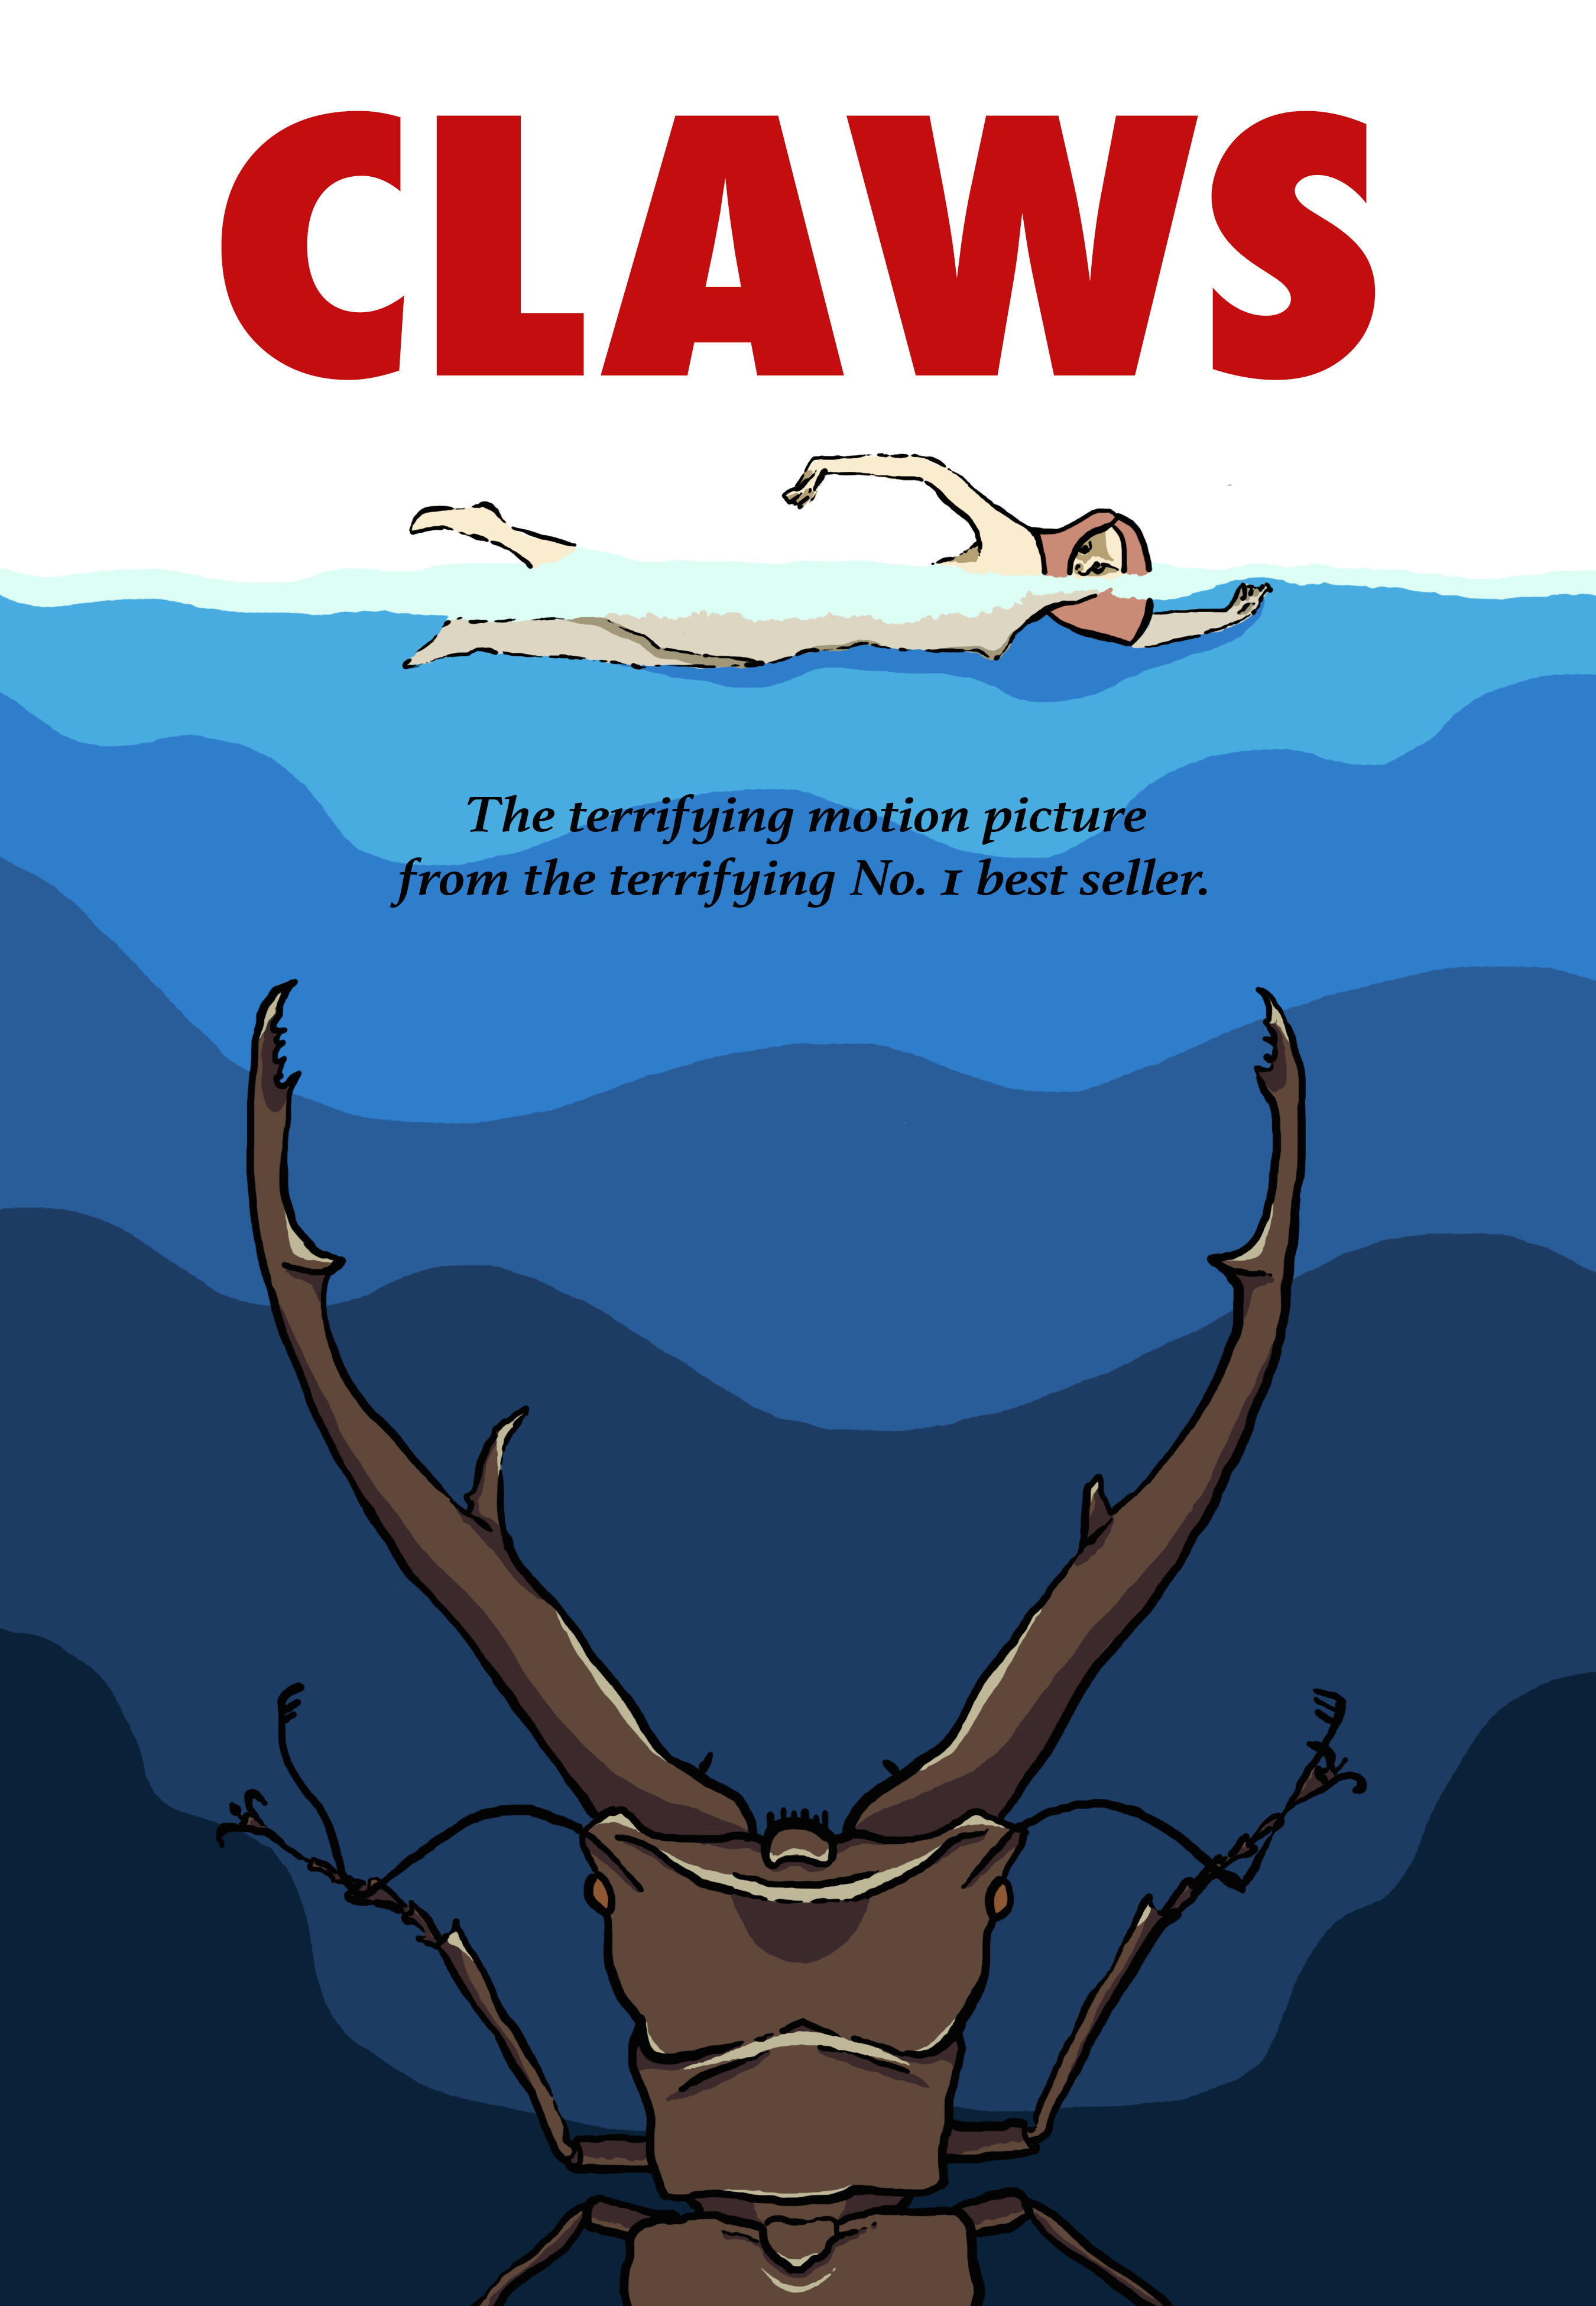 CLAWS
The terrifying motion picture
from the terrifying No. 1 best seller.